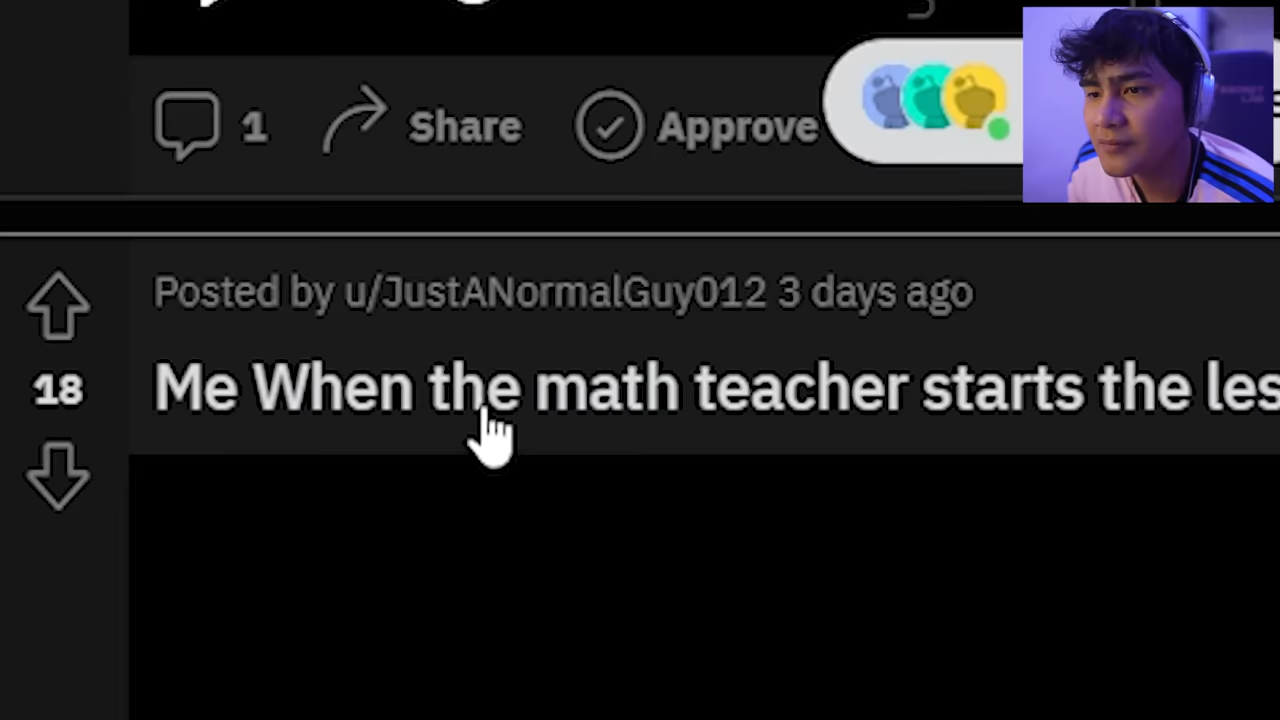 1 Share Approve
Posted by u/JustANormalGuy012 3 days ago
18
Me When the math teacher starts the les